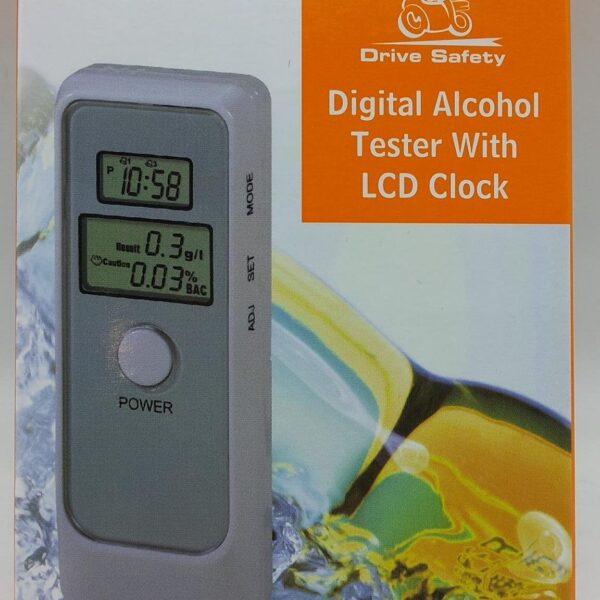 Drive Safety
Digital Alcohol
Tester With
LCD Clock
P 10:58
Result 0.3g/l
Caution 0.03%
BAC
MODE
SET
ADJ
POWER